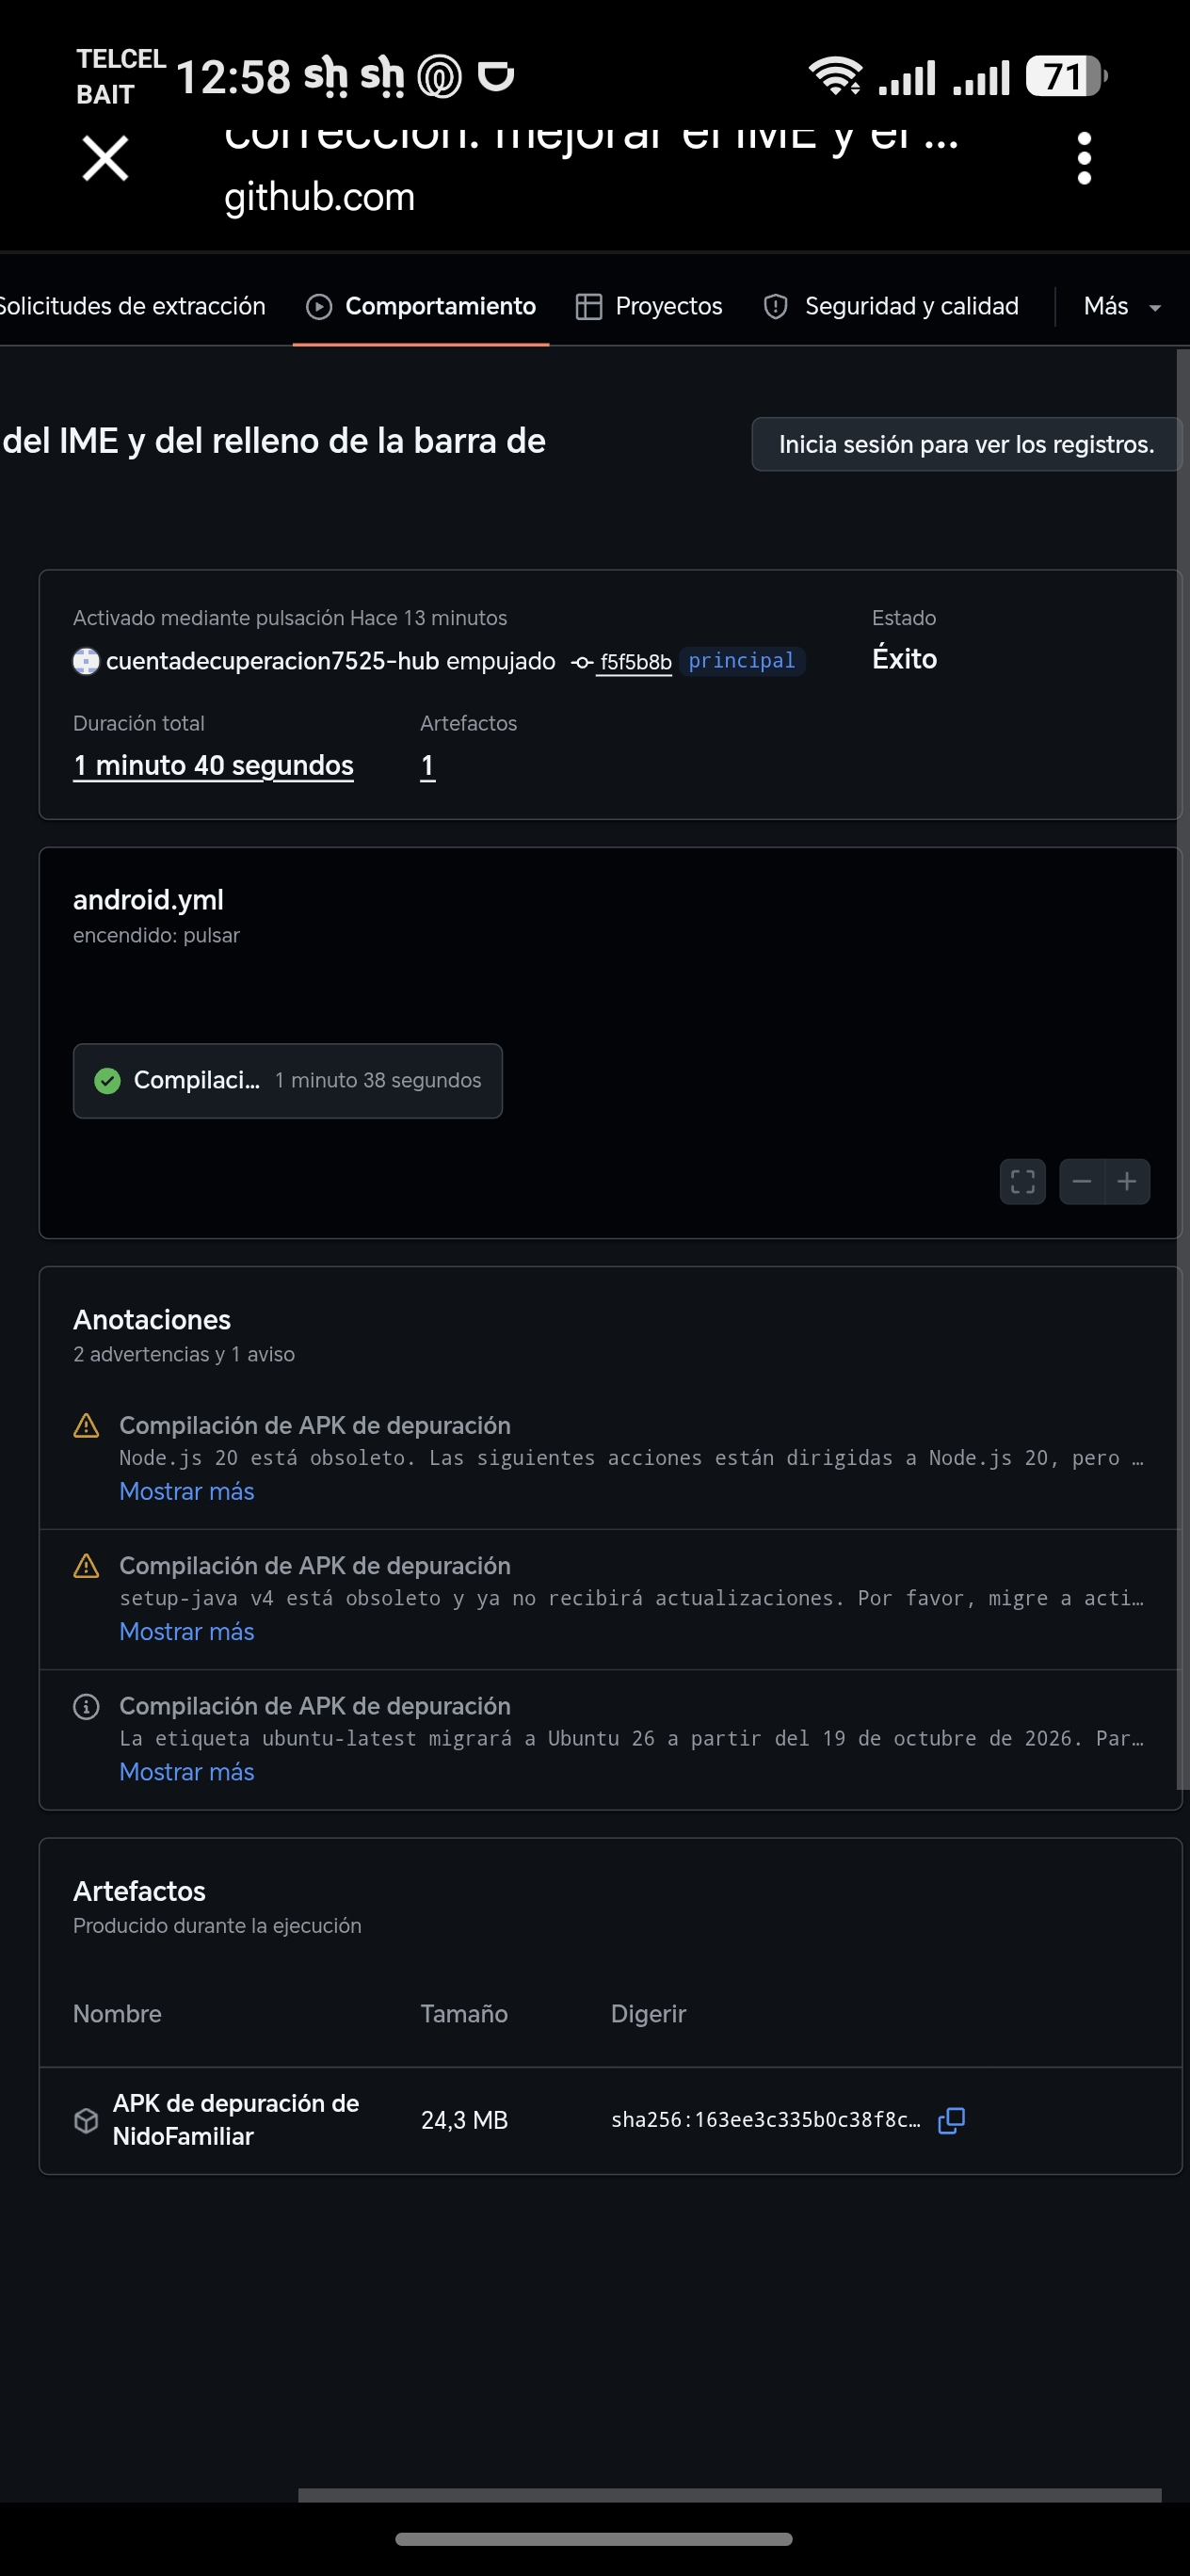 TELCEL
BAIT
12:58
71
corrección: mejorar el IME y el ...
github.com
Solicitudes de extracción
Comportamiento
Proyectos
Seguridad y calidad
Más
del IME y del relleno de la barra de
Inicia sesión para ver los registros.
Activado mediante pulsación Hace 13 minutos
Estado
cuentadecuperacion7525-hub empujado f5f5b8b principal
Éxito
Duración total
Artefactos
1 minuto 40 segundos
1
android.yml
encendido: pulsar
Compilaci... 1 minuto 38 segundos
Anotaciones
2 advertencias y 1 aviso
Compilación de APK de depuración
Node.js 20 está obsoleto. Las siguientes acciones están dirigidas a Node.js 20, pero …
Mostrar más
Compilación de APK de depuración
setup-java v4 está obsoleto y ya no recibirá actualizaciones. Por favor, migre a acti…
Mostrar más
Compilación de APK de depuración
La etiqueta ubuntu-latest migrará a Ubuntu 26 a partir del 19 de octubre de 2026. Par…
Mostrar más
Artefactos
Producido durante la ejecución
Nombre
Tamaño
Digerir
APK de depuración de
NidoFamiliar
24,3 MB
sha256:163ee3c335b0c38f8c…